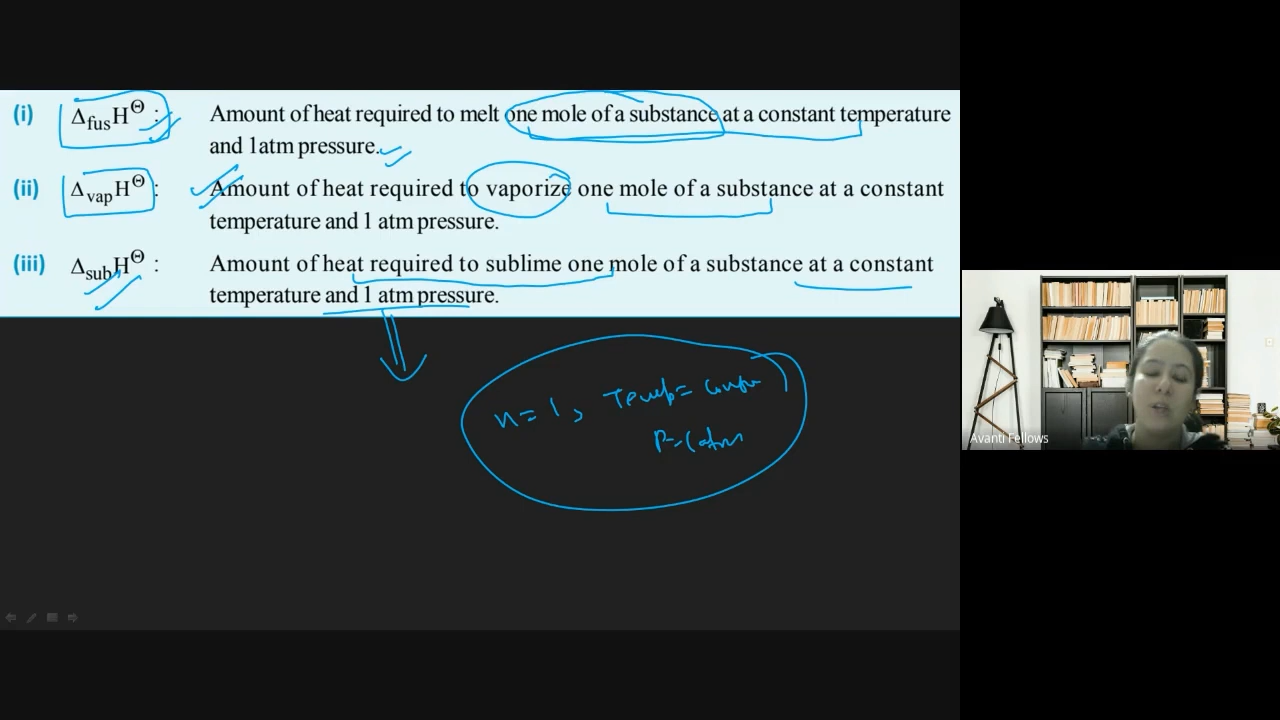 (i) ΔfusH⊖ : Amount of heat required to melt one mole of a substance at a constant temperature
and 1atm pressure.
(ii) ΔvapH⊖ : Amount of heat required to vaporize one mole of a substance at a constant
temperature and 1 atm pressure.
(iii) ΔsubH⊖ : Amount of heat required to sublime one mole of a substance at a constant
temperature and 1 atm pressure.
n=1, Temp=
P=1atm
Avanti Fellows